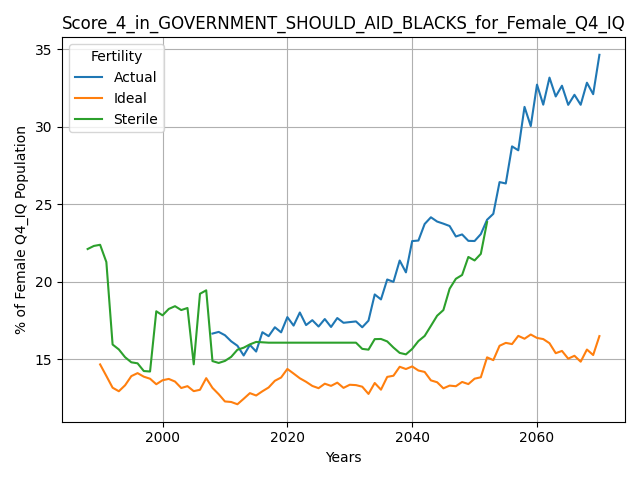 Score_4_in_GOVERNMENT_SHOULD_AID_BLACKS_for_Female_Q4_IQ
Fertility
Actual
Ideal
Sterile
% of Female Q4_IQ Population
35
30
25
20
15
2000
2020
2040
2060
Years